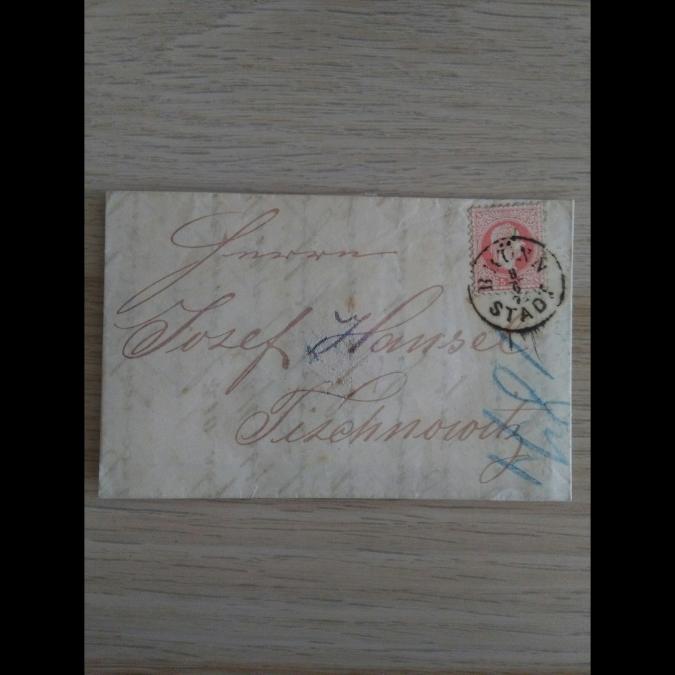 Herrn
Josef Hansel
Tischnowitz
BRÜNN
STADT